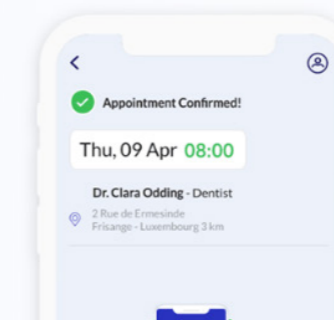 Appointment Confirmed!
Thu, 09 Apr 08:00
Dr. Clara Odding - Dentist
2 Rue de Ermesinde
Frisange - Luxembourg 3 km